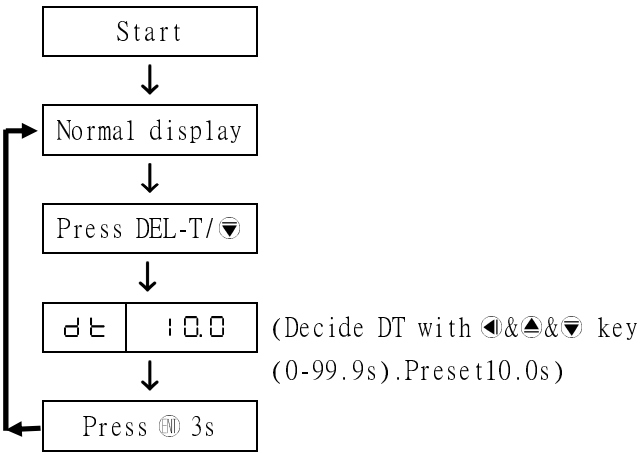 Start
Normal display
Press DEL-T/
dt 10.0 (Decide DT with & & key
(0-99.9s).Preset10.0s)
Press ENT 3s